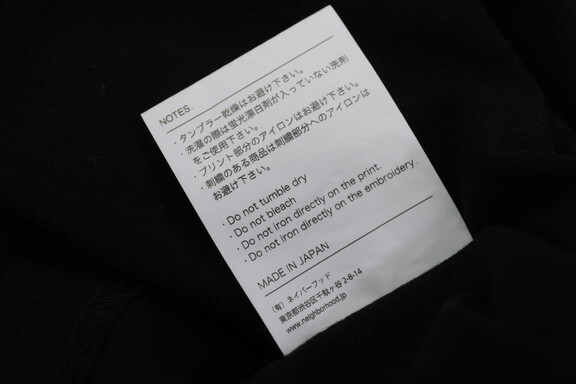 NOTES.
・タンブラー乾燥はお避け下さい。
・洗濯の際は蛍光漂白剤が入っていない洗剤
をご使用下さい。
・プリント部分のアイロンはお避け下さい。
・刺繍のある商品は刺繍部分へのアイロンは
お避け下さい。
・Do not tumble dry
・Do not bleach
・Do not iron directly on the print.
・Do not iron directly on the embroidery.
MADE IN JAPAN
(有) ネイバーフッド
東京都渋谷区千駄ヶ谷 2-8-14
www.neighborhood.jp